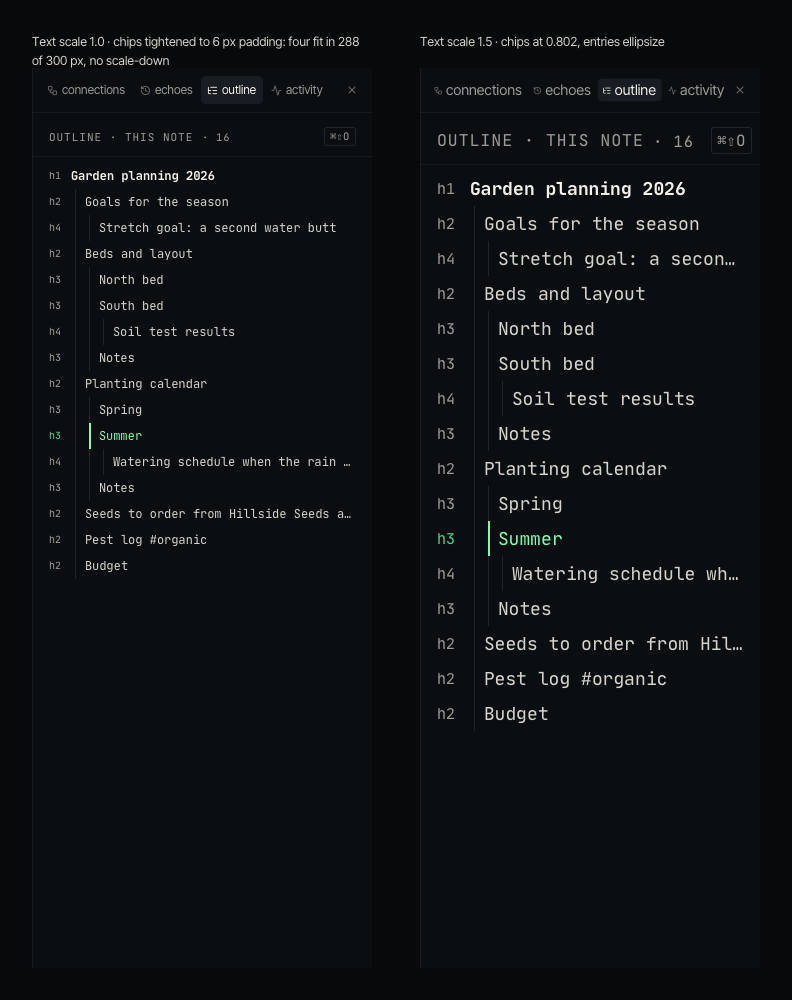 Text scale 1.0 · chips tightened to 6 px padding: four fit in 288
of 300 px, no scale-down
connections echoes outline activity ×
OUTLINE · THIS NOTE · 16 ⌘⇧O
h1 Garden planning 2026
h2 Goals for the season
h4 Stretch goal: a second water butt
h2 Beds and layout
h3 North bed
h3 South bed
h4 Soil test results
h3 Notes
h2 Planting calendar
h3 Spring
h3 Summer
h4 Watering schedule when the rain …
h3 Notes
h2 Seeds to order from Hillside Seeds a…
h2 Pest log #organic
h2 Budget
Text scale 1.5 · chips at 0.802, entries ellipsize
connections echoes outline activity ×
OUTLINE · THIS NOTE · 16 ⌘⇧O
h1 Garden planning 2026
h2 Goals for the season
h4 Stretch goal: a secon…
h2 Beds and layout
h3 North bed
h3 South bed
h4 Soil test results
h3 Notes
h2 Planting calendar
h3 Spring
h3 Summer
h4 Watering schedule wh…
h3 Notes
h2 Seeds to order from Hil…
h2 Pest log #organic
h2 Budget